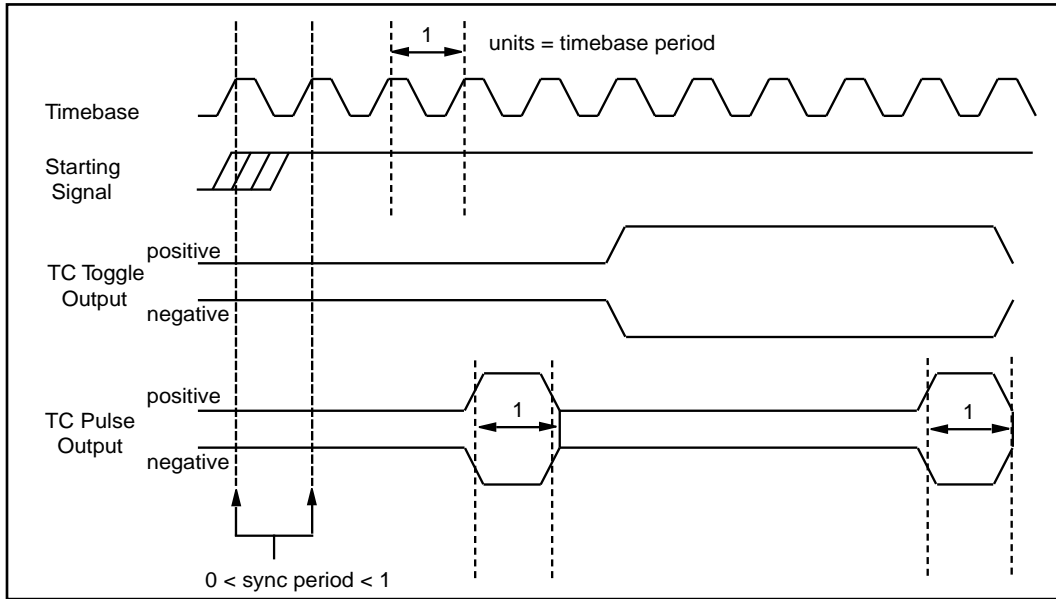 1
units = timebase period
Timebase
Starting
Signal
positive
TC Toggle
Output
negative
positive
1
1
TC Pulse
Output
negative
0 < sync period < 1